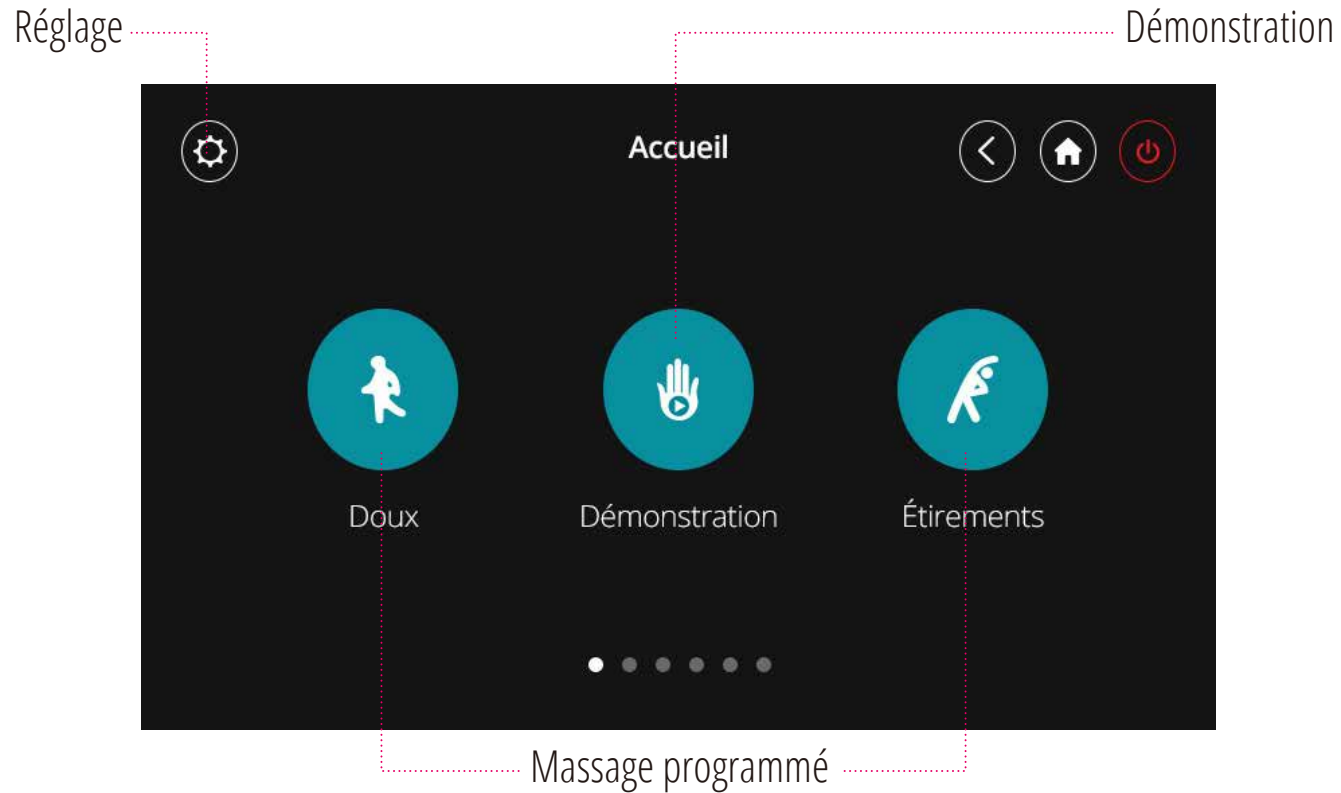 Réglage
Démonstration
Accueil
Doux
Démonstration
Étirements
Massage programmé